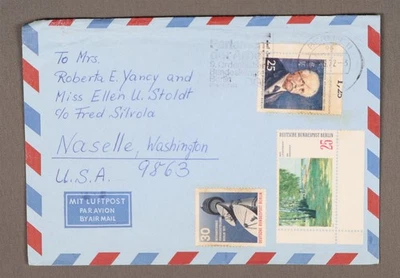 To Mrs.
Roberta E. Yancy and
Miss Ellen U. Stoldt
c/o Fred Silvola
Naselle, Washington
9863
U.S.A.
MIT LUFTPOST
PAR AVION
BY AIR MAIL
25
DEUTSCHE BUNDESPOST BERLIN
25
30